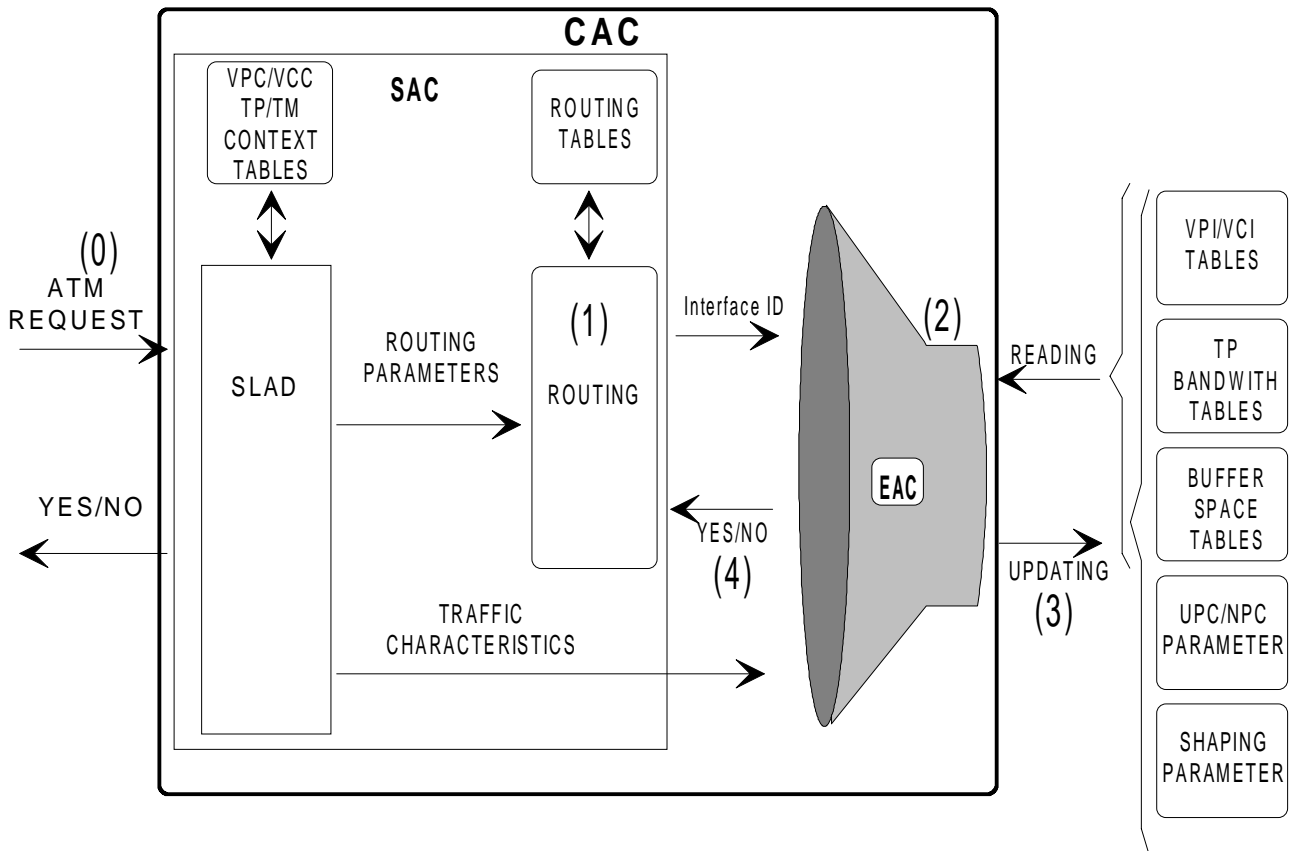 CAC
SAC
VPC/VCC
TP/TM
CONTEXT
TABLES
ROUTING
TABLES
(0)
ATM
REQUEST
YES/NO
SLAD
ROUTING
PARAMETERS
(1)
ROUTING
Interface ID
(2)
EAC
YES/NO
(4)
TRAFFIC
CHARACTERISTICS
READING
UPDATING
(3)
VPI/VCI
TABLES
TP
BANDWITH
TABLES
BUFFER
SPACE
TABLES
UPC/NPC
PARAMETER
SHAPING
PARAMETER